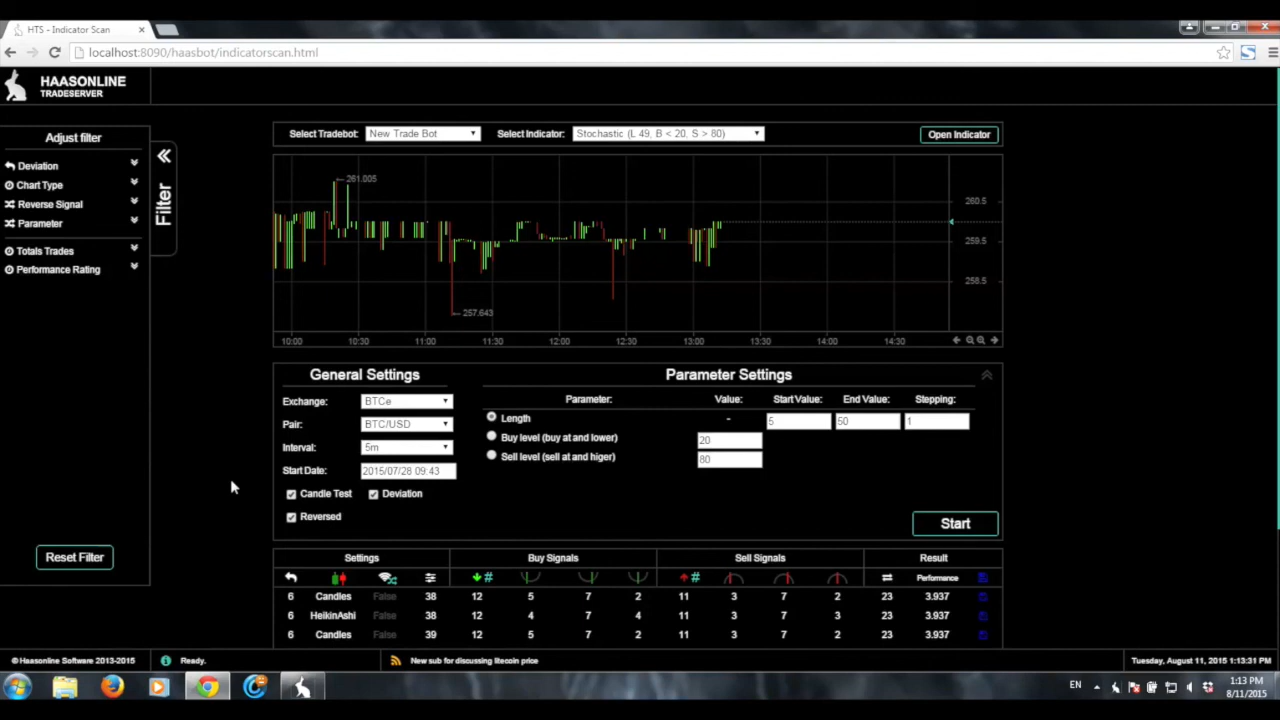 HTS - Indicator Scan
localhost:8090/haasbot/indicatorscan.html
HAASONLINE
TRADESERVER
Adjust filter
Deviation
Chart Type
Reverse Signal
Parameter
Totals Trades
Performance Rating
Reset Filter
Filter
Select Tradebot: New Trade Bot Select Indicator: Stochastic (L 49, B < 20, S > 80) Open Indicator
261.005
257.643
260.5
259.5
258.5
10:00 10:30 11:00 11:30 12:00 12:30 13:00 13:30 14:00 14:30
General Settings
Exchange: BTCe
Pair: BTC/USD
Interval: 5m
Start Date: 2015/07/28 09:43
Candle Test Deviation
Reversed
Parameter Settings
Parameter: Value: Start Value: End Value: Stepping:
Length - 5 50 1
Buy level (buy at and lower) 20
Sell level (sell at and higer) 80
Start
Settings Buy Signals Sell Signals Result
# # Performance
6 Candles False 38 12 5 7 2 11 3 7 2 23 3.937
6 HeikinAshi False 38 12 4 7 4 11 3 7 3 23 3.937
6 Candles False 39 12 5 7 2 11 3 7 2 23 3.937
© Haasonline Software 2013-2015 Ready. New sub for discussing litecoin price Tuesday, August 11, 2015 1:13:31 PM
EN
1:13 PM
8/11/2015